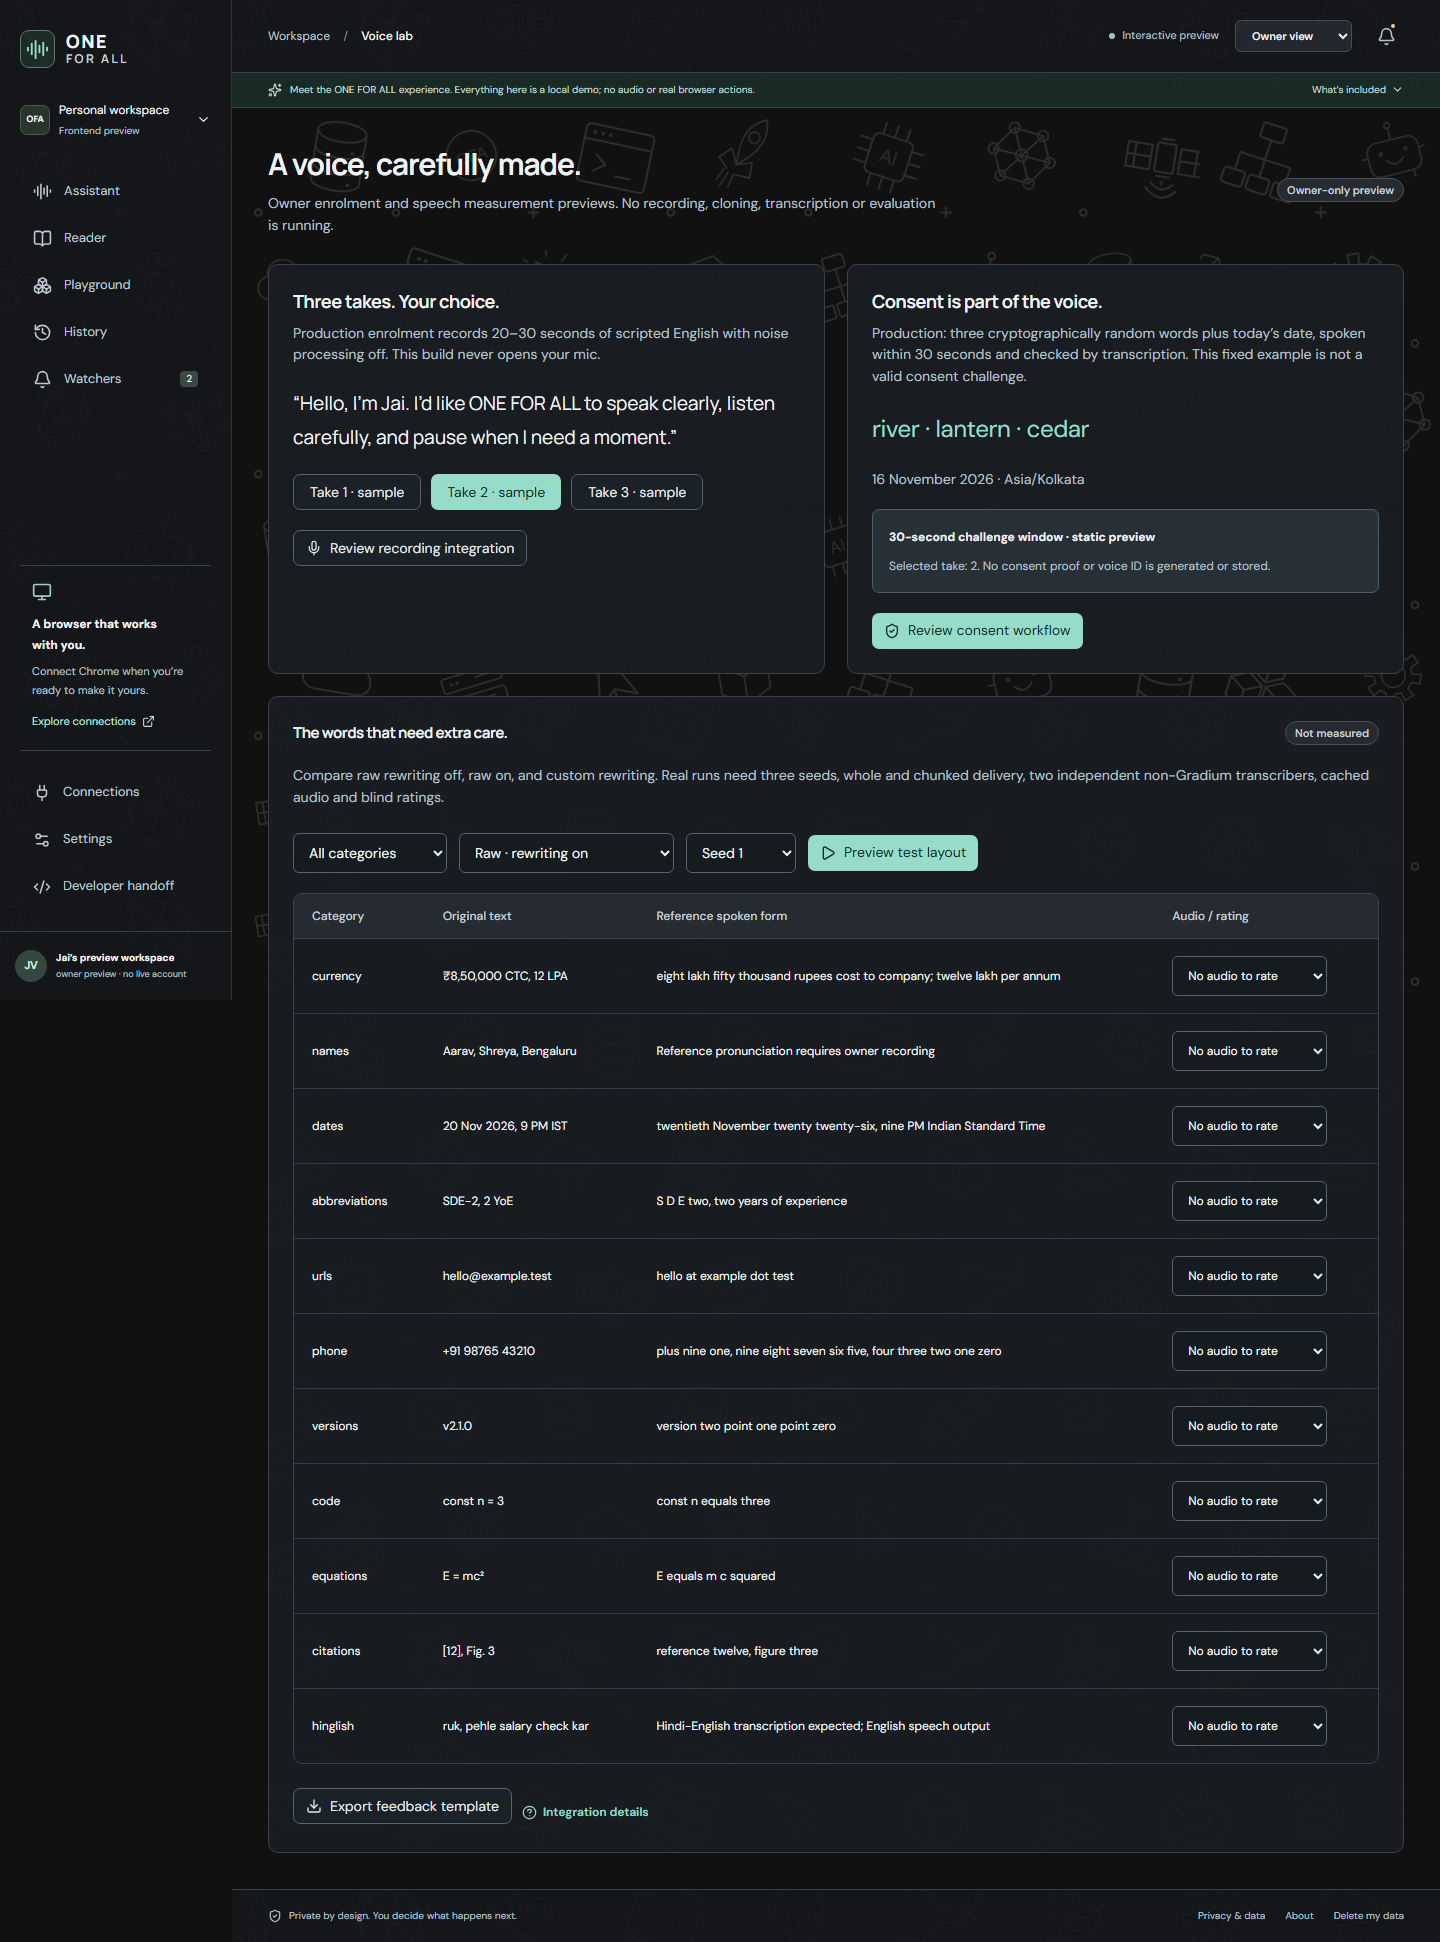 ONE
FOR ALL
OFA
Personal workspace
Frontend preview
Assistant
Reader
Playground
History
Watchers 2
A browser that works
with you.
Connect Chrome when you're
ready to make it yours.
Explore connections
Connections
Settings
Developer handoff
JV
Jai's preview workspace
owner preview · no live account
Workspace / Voice lab
Interactive preview
Owner view
Meet the ONE FOR ALL experience. Everything here is a local demo; no audio or real browser actions.
What's included
A voice, carefully made.
Owner enrolment and speech measurement previews. No recording, cloning, transcription or evaluation
is running.
Owner-only preview
Three takes. Your choice.
Production enrolment records 20–30 seconds of scripted English with noise
processing off. This build never opens your mic.
“Hello, I’m Jai. I’d like ONE FOR ALL to speak clearly, listen
carefully, and pause when I need a moment.”
Take 1 · sample
Take 2 · sample
Take 3 · sample
Review recording integration
Consent is part of the voice.
Production: three cryptographically random words plus today’s date, spoken
within 30 seconds and checked by transcription. This fixed example is not a
valid consent challenge.
river · lantern · cedar
16 November 2026 · Asia/Kolkata
30-second challenge window · static preview
Selected take: 2. No consent proof or voice ID is generated or stored.
Review consent workflow
The words that need extra care.
Not measured
Compare raw rewriting off, raw on, and custom rewriting. Real runs need three seeds, whole and chunked delivery, two independent non-Gradium transcribers, cached
audio and blind ratings.
All categories
Raw · rewriting on
Seed 1
Preview test layout
Category Original text Reference spoken form Audio / rating
currency ₹8,50,000 CTC, 12 LPA eight lakh fifty thousand rupees cost to company; twelve lakh per annum No audio to rate
names Aarav, Shreya, Bengaluru Reference pronunciation requires owner recording No audio to rate
dates 20 Nov 2026, 9 PM IST twentieth November twenty twenty-six, nine PM Indian Standard Time No audio to rate
abbreviations SDE-2, 2 YoE S D E two, two years of experience No audio to rate
urls hello@example.test hello at example dot test No audio to rate
phone +91 98765 43210 plus nine one, nine eight seven six five, four three two one zero No audio to rate
versions v2.1.0 version two point one point zero No audio to rate
code const n = 3 const n equals three No audio to rate
equations E = mc² E equals m c squared No audio to rate
citations [12], Fig. 3 reference twelve, figure three No audio to rate
hinglish ruk, pehle salary check kar Hindi-English transcription expected; English speech output No audio to rate
Export feedback template
Integration details
Private by design. You decide what happens next.
Privacy & data
About
Delete my data